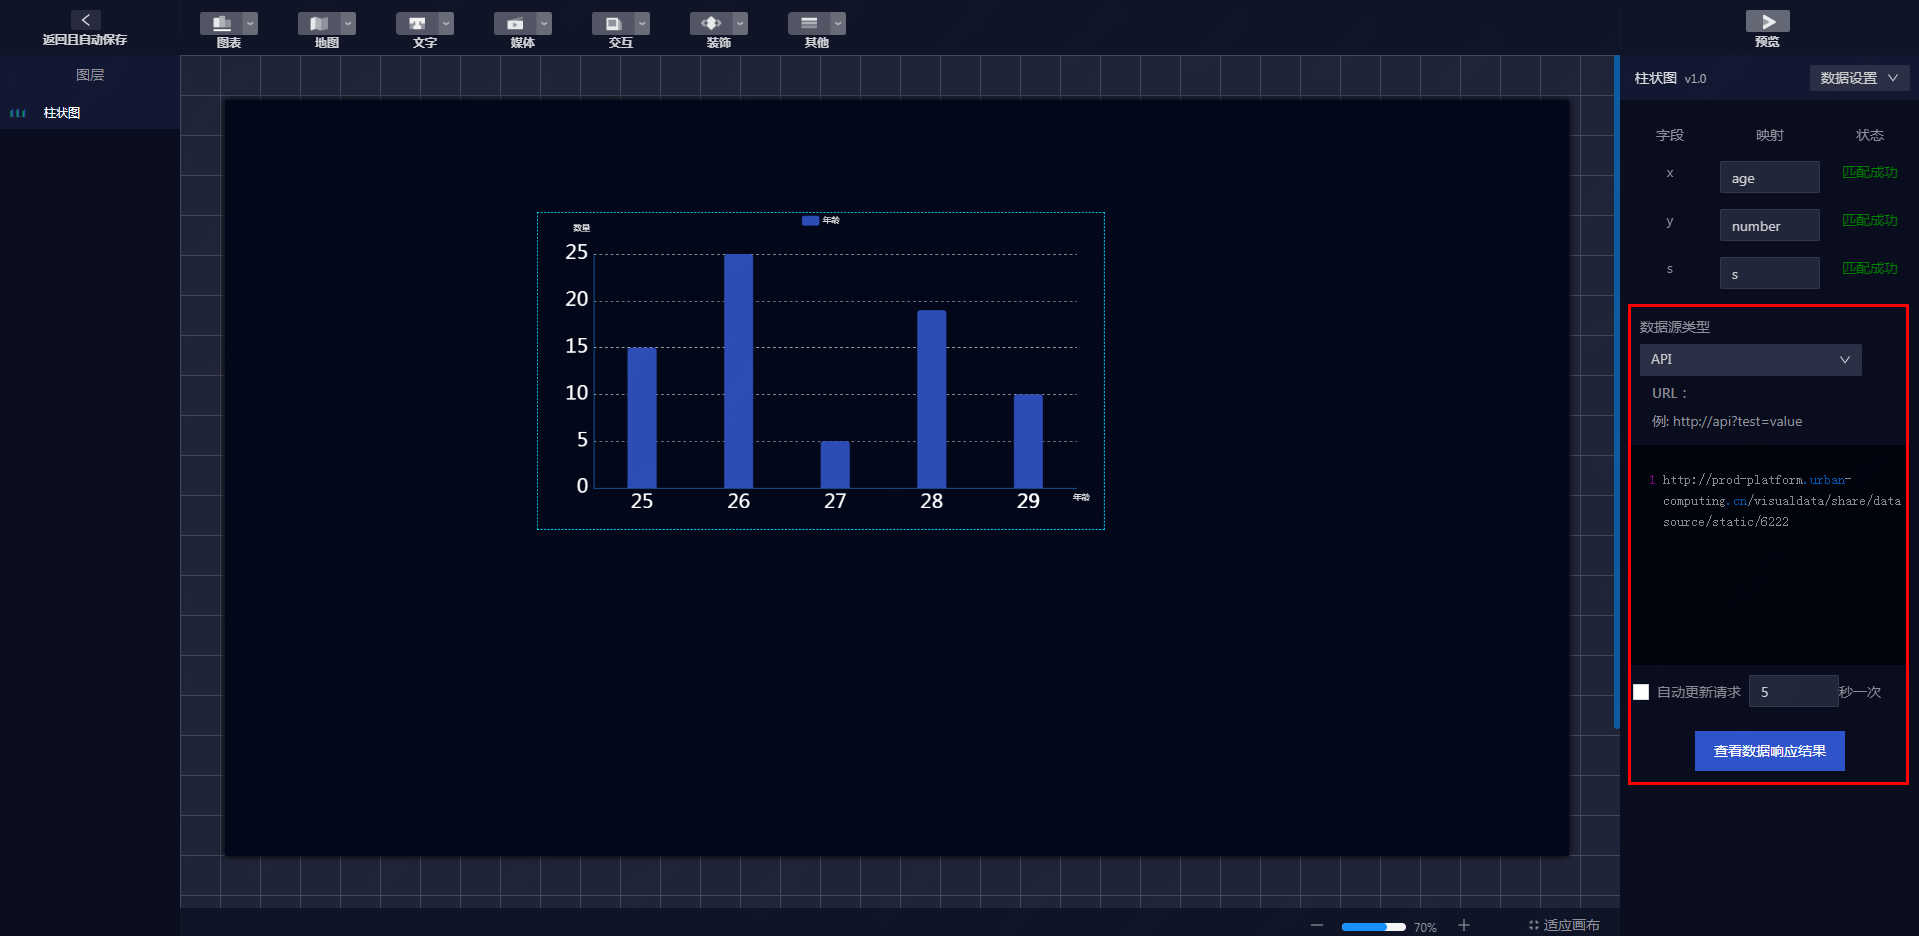 返回且自动保存
图表
地图
文字
媒体
交互
装饰
其他
预览
图层
柱状图
柱状图 v1.0
数据设置
字段 映射 状态
x age 匹配成功
y number 匹配成功
s s 匹配成功
年龄
数量
25
20
15
10
5
0
25 26 27 28 29
年龄
数据源类型
API
URL：
例: http://api?test=value
1 http://prod-platform.urban-
computing.cn/visualdata/share/data
source/static/6222
自动更新请求 5 秒一次
查看数据响应结果
70%
适应画布